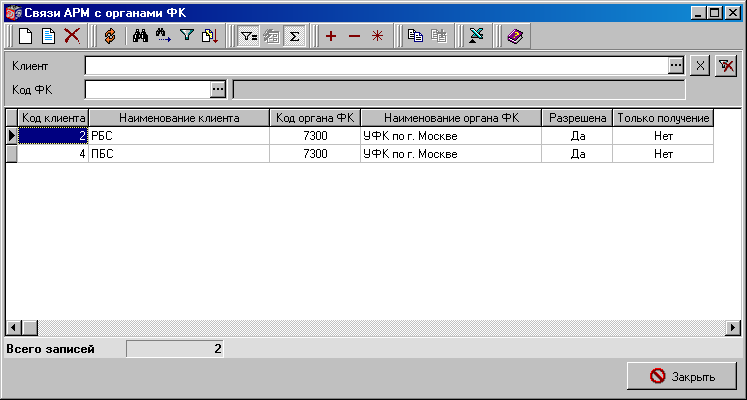 Связи АРМ с органами ФК
Клиент
Код ФК
Код клиента Наименование клиента Код органа ФК Наименование органа ФК Разрешена Только получение
2 РБС 7300 УФК по г. Москве Да Нет
4 ПБС 7300 УФК по г. Москве Да Нет
Всего записей 2
Закрыть